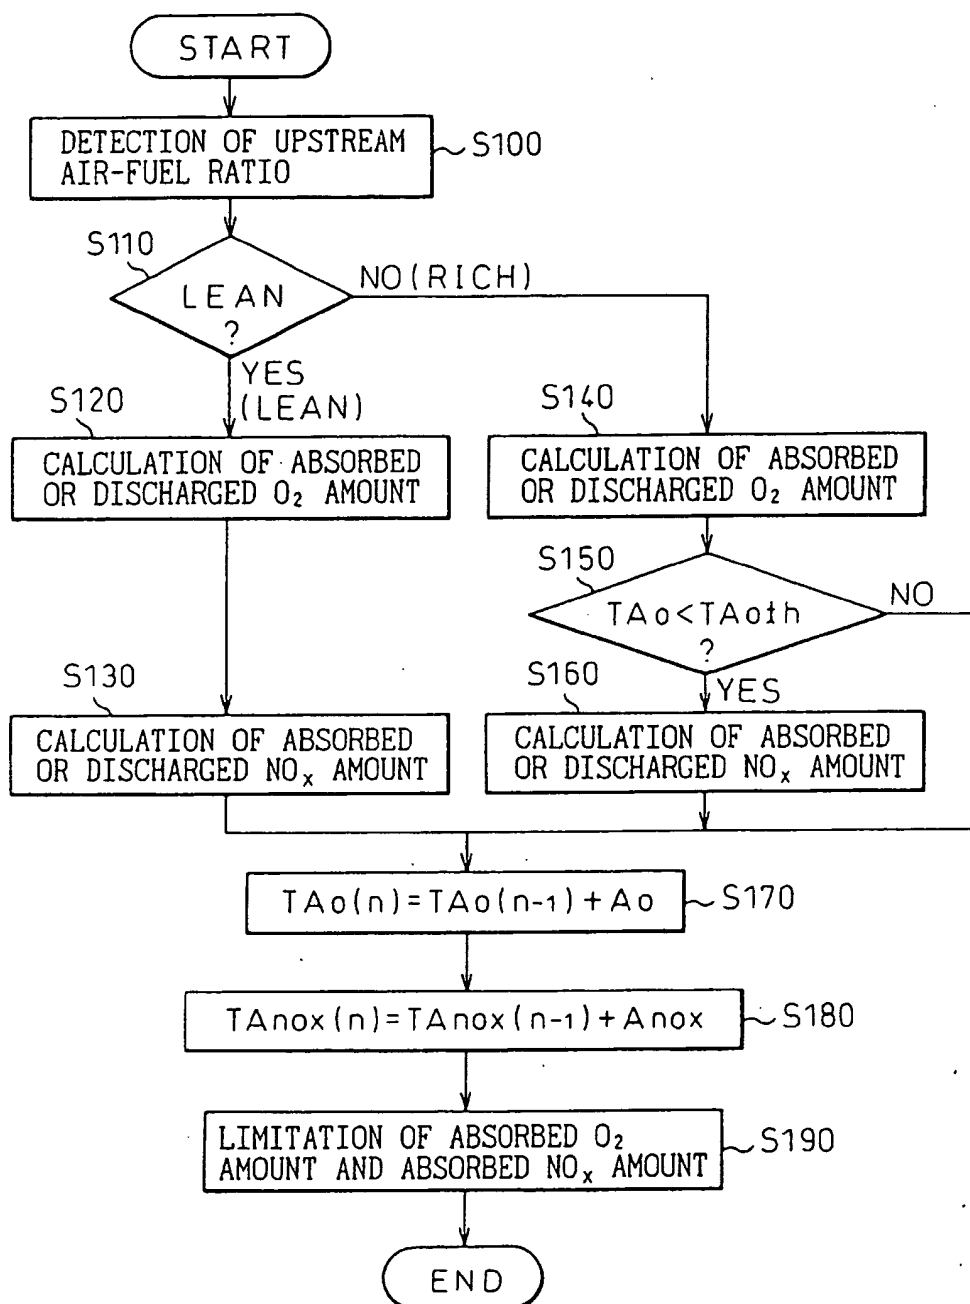 START
DETECTION OF UPSTREAM
AIR-FUEL RATIO
S100
S110
LEAN
?
NO(RICH)
YES
(LEAN)
S120
CALCULATION OF ABSORBED
OR DISCHARGED O₂ AMOUNT
S140
CALCULATION OF ABSORBED
OR DISCHARGED O₂ AMOUNT
S150
TAo<TAoth
?
NO
YES
S130
CALCULATION OF ABSORBED
OR DISCHARGED NOₓ AMOUNT
S160
CALCULATION OF ABSORBED
OR DISCHARGED NOₓ AMOUNT
TAo(n)=TAo(n-1)+Ao
S170
TAnox(n)=TAnox(n-1)+Anox
S180
LIMITATION OF ABSORBED O₂
AMOUNT AND ABSORBED NOₓ AMOUNT
S190
END